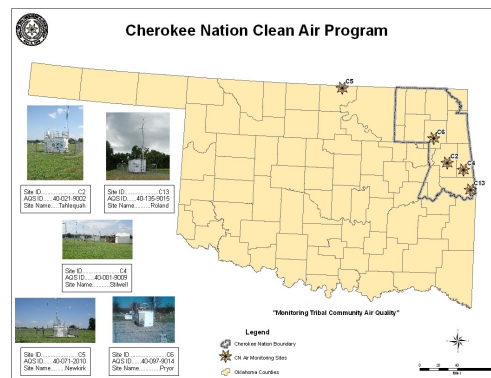 Cherokee Nation Clean Air Program
C5
C6
C2
C4
C13
Site ID....................C2
AQS ID......40-021-9002
Site Name......Tahlequah
Site ID....................C13
AQS ID......40-135-9015
Site Name..........Roland
Site ID........................C4
AQS ID......40-001-9009
Site Name..........Stilwell
Site ID....................C5
AQS ID......40-071-2010
Site Name..........Newkirk
Site ID....................C6
AQS ID......40-097-9014
Site Name............Pryor
"Monitoring Tribal Community Air Quality"
Legend
Cherokee Nation Boundary
CN Air Monitoring Sites
Oklahoma Counties